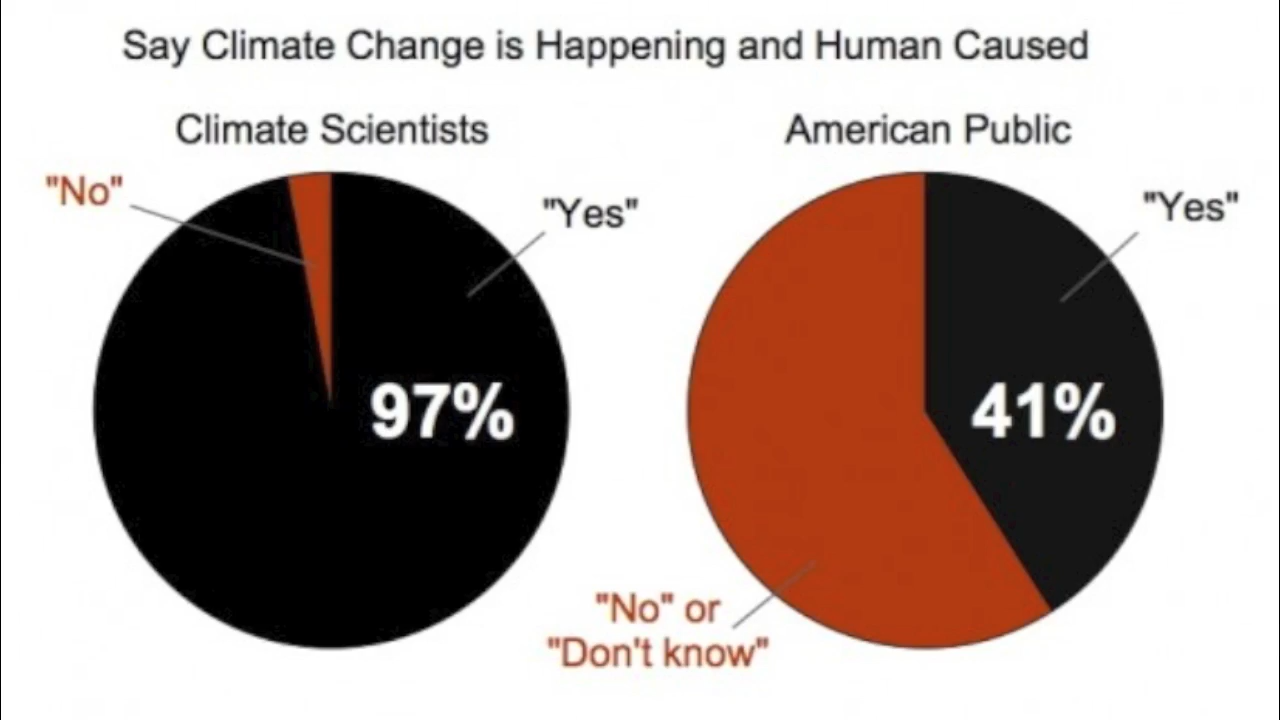 Say Climate Change is Happening and Human Caused
Climate Scientists
"No"
"Yes"
97%
American Public
"Yes"
41%
"No" or
"Don't know"